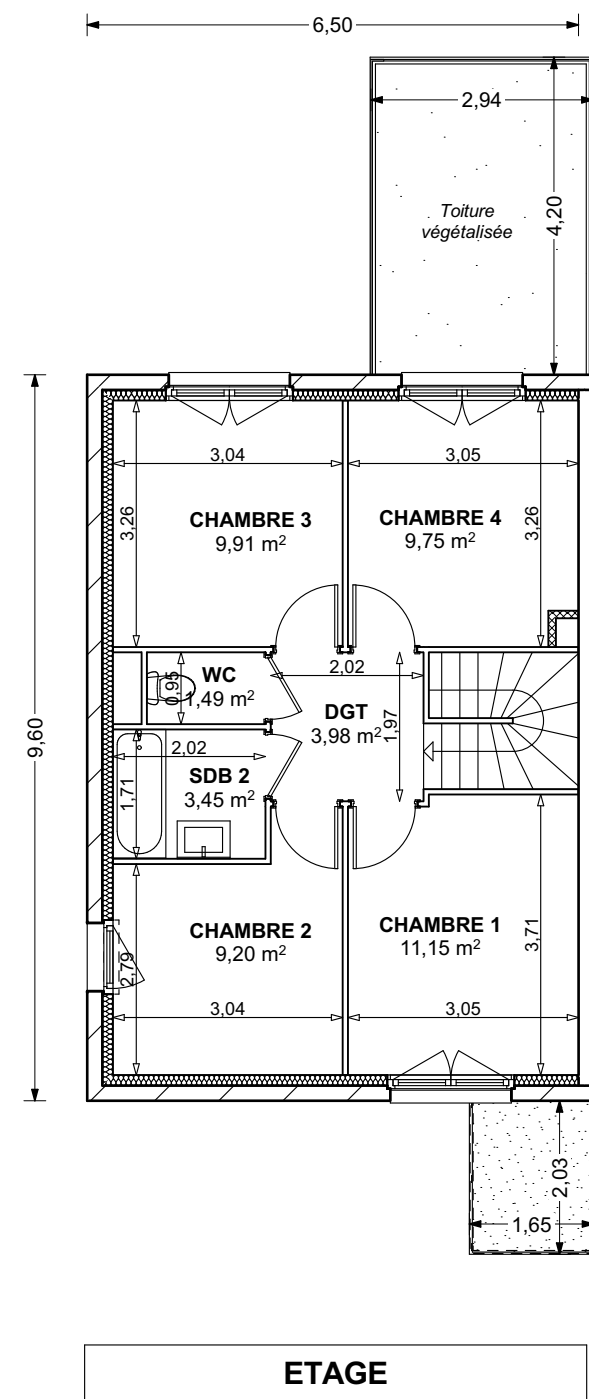 6,50
2,94
Toiture
végétalisée
4,20
3,04
3,05
3,26
CHAMBRE 3
9,91 m²
CHAMBRE 4
9,75 m²
3,26
WC
0,95
1,49 m²
2,02
DGT
3,98 m²
1,97
2,02
SDB 2
3,45 m²
1,71
9,60
CHAMBRE 2
9,20 m²
CHAMBRE 1
11,15 m²
3,71
2,79
3,04
3,05
2,03
1,65
ETAGE